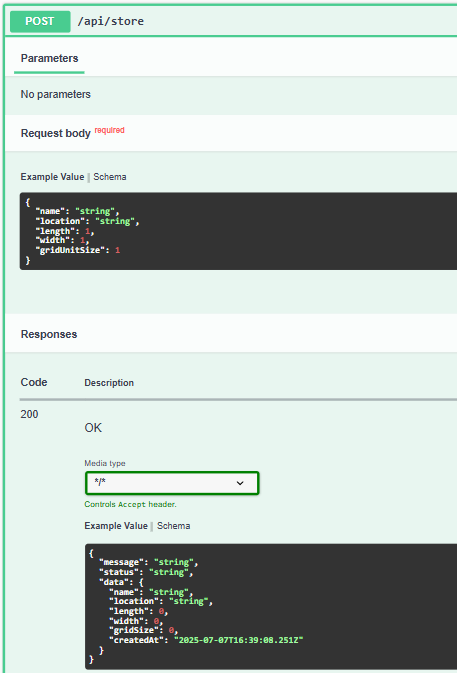 POST /api/store
Parameters
No parameters
Request body required
Example Value | Schema
{
  "name": "string",
  "location": "string",
  "length": 1,
  "width": 1,
  "gridUnitSize": 1
}
Responses
Code Description
200
OK
Media type
*/*
Controls Accept header.
Example Value | Schema
{
  "message": "string",
  "status": "string",
  "data": {
    "name": "string",
    "location": "string",
    "length": 0,
    "width": 0,
    "gridSize": 0,
    "createdAt": "2025-07-07T16:39:08.251Z"
  }
}